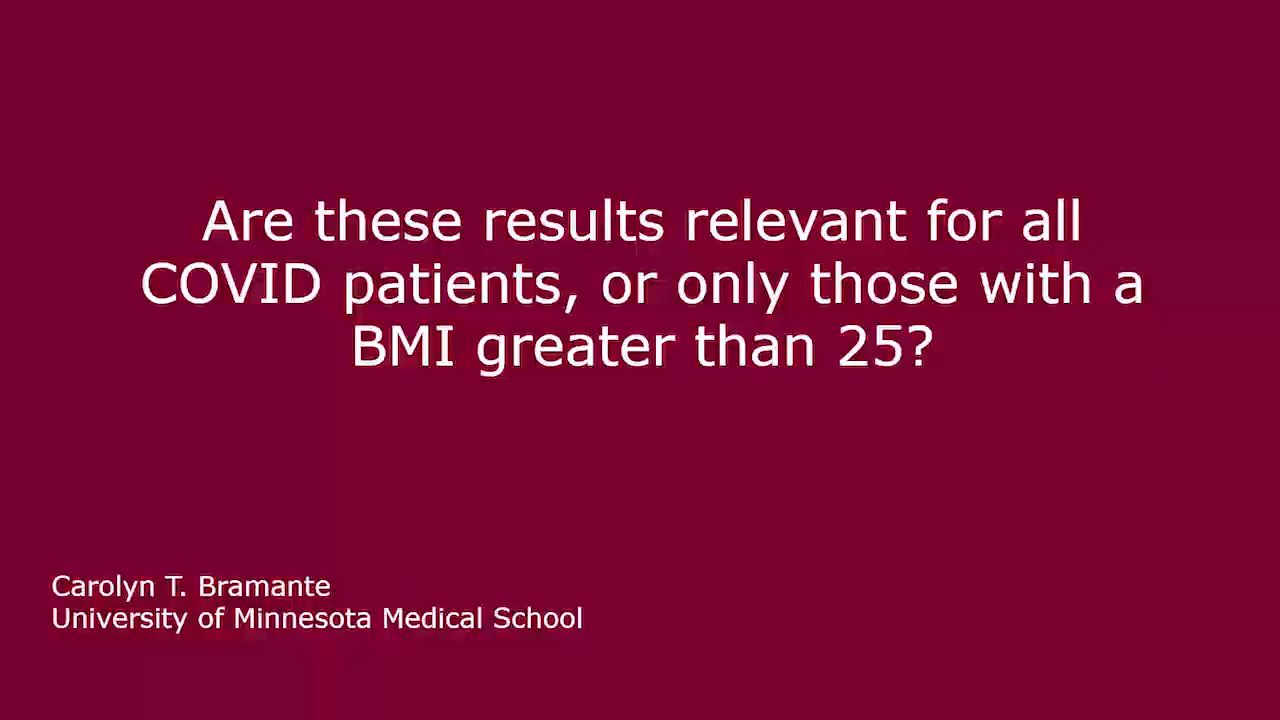 Are these results relevant for all
COVID patients, or only those with a
BMI greater than 25?
Carolyn T. Bramante
University of Minnesota Medical School